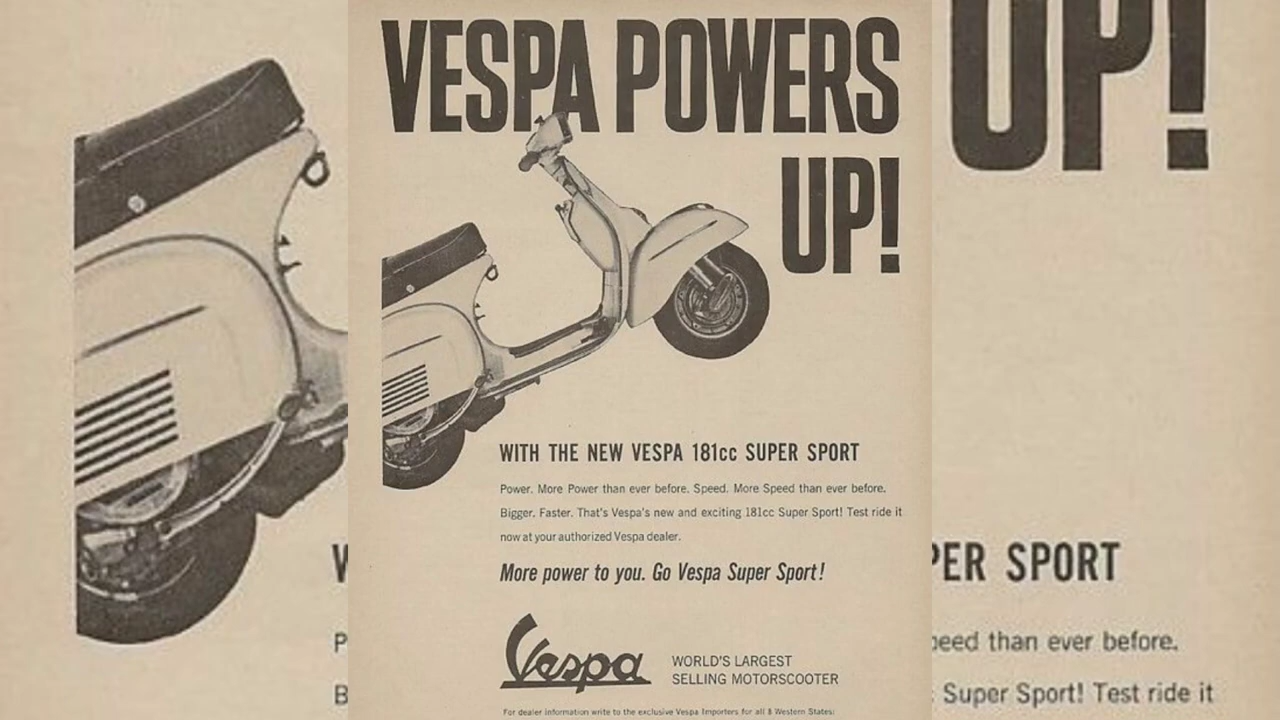 VESPA POWERS
UP!
WITH THE NEW VESPA 181cc SUPER SPORT
Power. More Power than ever before. Speed. More Speed than ever before.
Bigger. Faster. That's Vespa's new and exciting 181cc Super Sport! Test ride it
now at your authorized Vespa dealer.
More power to you. Go Vespa Super Sport!
Vespa
WORLD'S LARGEST
SELLING MOTORSCOOTER
For dealer information write to the exclusive Vespa Importers for all 8 Western States:
W
P
B
UP!
PER SPORT
peed than ever before.
Super Sport! Test ride it